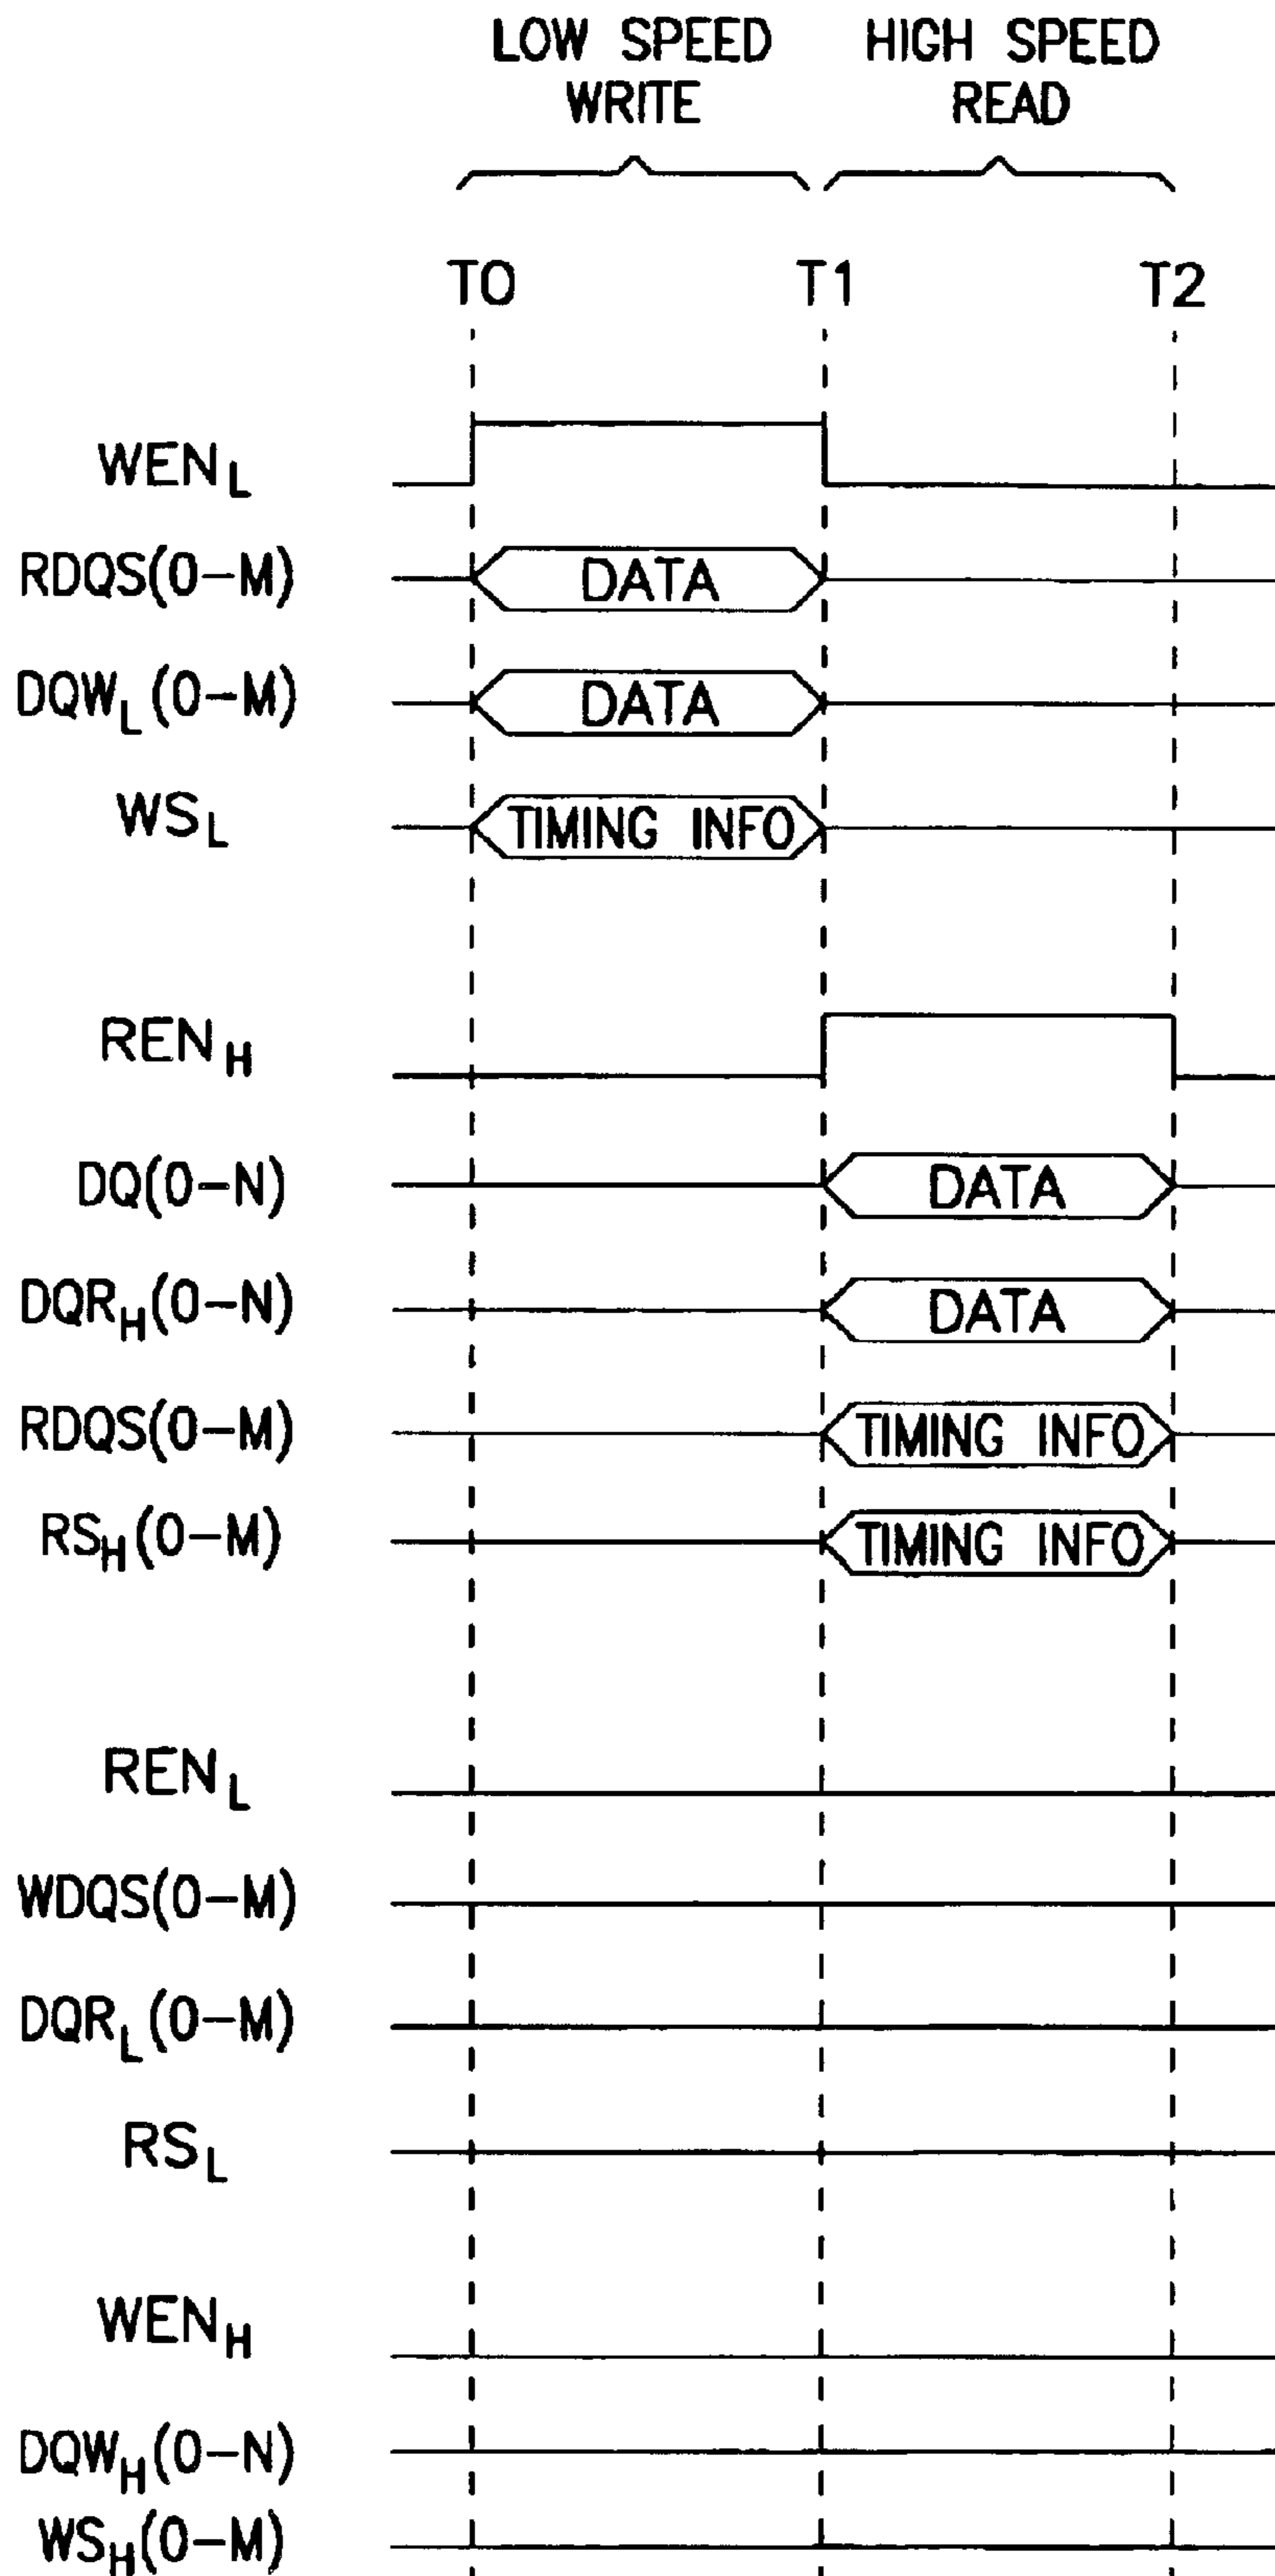 LOW SPEED WRITE
HIGH SPEED READ
T0 T1 T2
WEN_L
RDQS(0-M) DATA
DQW_L(0-M) DATA
WS_L TIMING INFO
REN_H
DQ(0-N) DATA
DQR_H(0-N) DATA
RDQS(0-M) TIMING INFO
RS_H(0-M) TIMING INFO
REN_L
WDQS(0-M)
DQR_L(0-M)
RS_L
WEN_H
DQW_H(0-N)
WS_H(0-M)